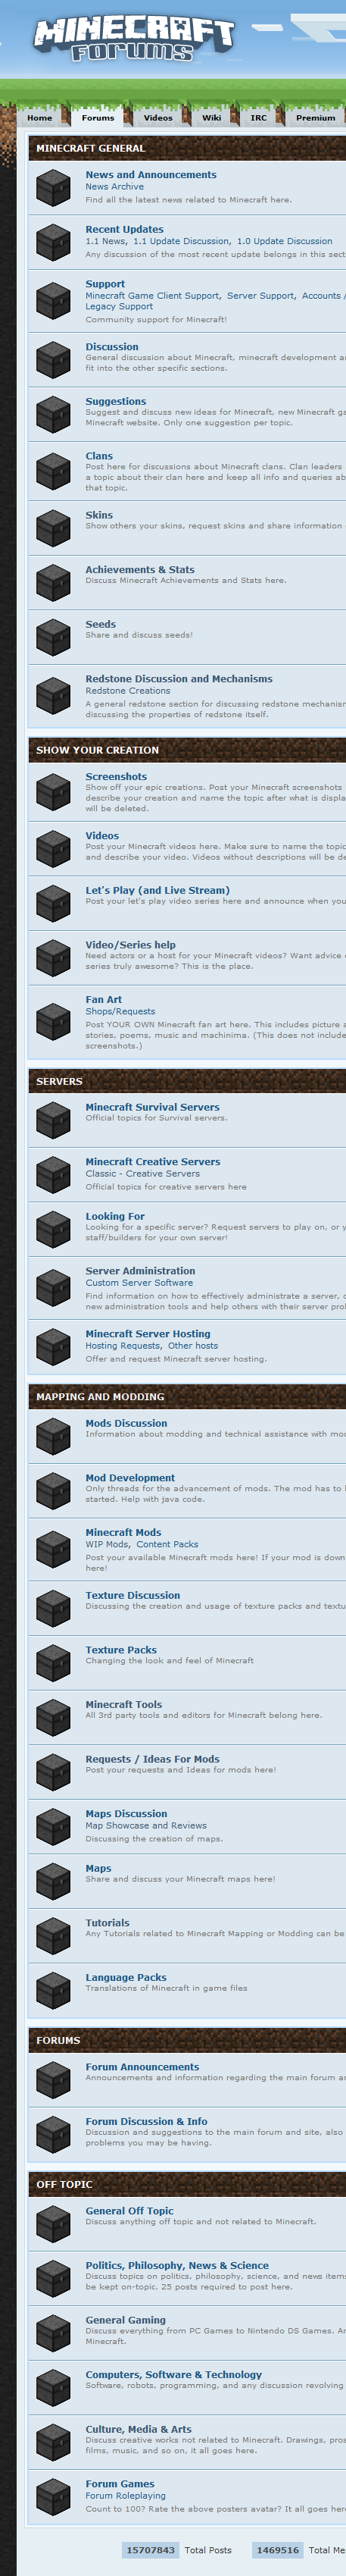 MINECRAFT
FORUMS
Home Forums Videos Wiki IRC Premium
MINECRAFT GENERAL
News and Announcements
News Archive
Find all the latest news related to Minecraft here.
Recent Updates
1.1 News, 1.1 Update Discussion, 1.0 Update Discussion
Any discussion of the most recent update belongs in this sect
Support
Minecraft Game Client Support, Server Support, Accounts /
Legacy Support
Community support for Minecraft!
Discussion
General discussion about Minecraft, minecraft development a
fit into the other specific sections.
Suggestions
Suggest and discuss new ideas for Minecraft, new Minecraft ga
Minecraft website. Only one suggestion per topic.
Clans
Post here for discussions about Minecraft clans. Clan leaders
a topic about their clan here and keep all info and queries ab
that topic.
Skins
Show others your skins, request skins and share information
Achievements & Stats
Discuss Minecraft Achievements and Stats here.
Seeds
Share and discuss seeds!
Redstone Discussion and Mechanisms
Redstone Creations
A general redstone section for discussing redstone mechanism
discussing the properties of redstone itself.
SHOW YOUR CREATION
Screenshots
Show off your epic creations. Post your Minecraft screenshots
describe your creation and name the topic after what is displa
will be deleted.
Videos
Post your Minecraft videos here. Make sure to name the topic
and describe your video. Videos without descriptions will be de
Let's Play (and Live Stream)
Post your let's play video series here and announce when you
Video/Series help
Need actors or a host for your Minecraft videos? Want advice
series truly awesome? This is the place.
Fan Art
Shops/Requests
Post YOUR OWN Minecraft fan art here. This includes picture a
stories, poems, music and machinima. (This does not include
screenshots.)
SERVERS
Minecraft Survival Servers
Official topics for Survival servers.
Minecraft Creative Servers
Classic - Creative Servers
Official topics for creative servers here
Looking For
Looking for a specific server? Request servers to play on, or y
staff/builders for your own server!
Server Administration
Custom Server Software
Find information on how to effectively administrate a server,
new administration tools and help others with their server prob
Minecraft Server Hosting
Hosting Requests, Other hosts
Offer and request Minecraft server hosting.
MAPPING AND MODDING
Mods Discussion
Information about modding and technical assistance with mo
Mod Development
Only threads for the advancement of mods. The mod has to
started. Help with java code.
Minecraft Mods
WIP Mods, Content Packs
Post your available Minecraft mods here! If your mod is down
here!
Texture Discussion
Discussing the creation and usage of texture packs and textu
Texture Packs
Changing the look and feel of Minecraft
Minecraft Tools
All 3rd party tools and editors for Minecraft belong here.
Requests / Ideas For Mods
Post your requests and Ideas for mods here!
Maps Discussion
Map Showcase and Reviews
Discussing the creation of maps.
Maps
Share and discuss your Minecraft maps here!
Tutorials
Any Tutorials related to Minecraft Mapping or Modding can be
Language Packs
Translations of Minecraft in game files
FORUMS
Forum Announcements
Announcements and information regarding the main forum a
Forum Discussion & Info
Discussion and suggestions to the main forum and site, also
problems you may be having.
OFF TOPIC
General Off Topic
Discuss anything off topic and not related to Minecraft.
Politics, Philosophy, News & Science
Discuss topics on politics, philosophy, science, and news items
be kept on-topic. 25 posts required to post here.
General Gaming
Discuss everything from PC Games to Nintendo DS Games. A
Minecraft.
Computers, Software & Technology
Software, robots, programming, and any discussion revolving
Culture, Media & Arts
Discuss creative works not related to Minecraft. Drawings, pros
films, music, and so on, it all goes here.
Forum Games
Forum Roleplaying
Count to 100? Rate the above posters avatar? It all goes her
15707843 Total Posts 1469516 Total Me